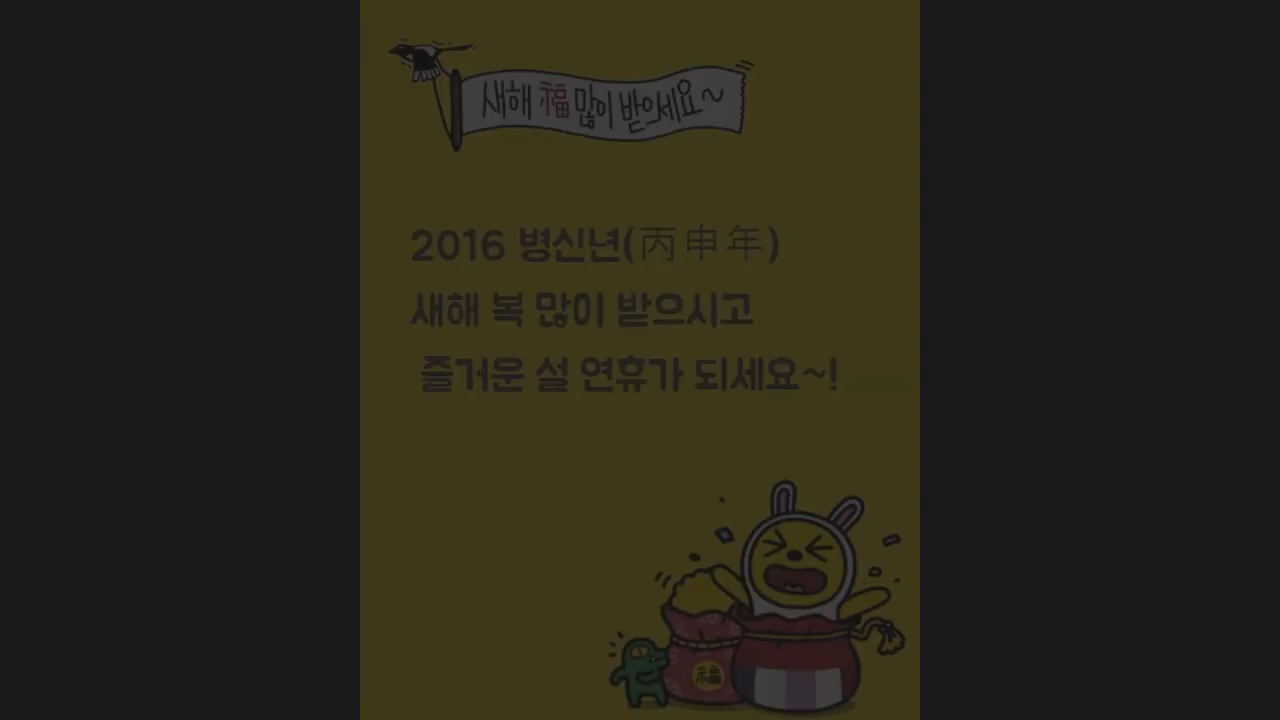 새해 福 많이 받으세요~
2016 병신년(丙申年)
새해 복 많이 받으시고
즐거운 설 연휴가 되세요~!
福